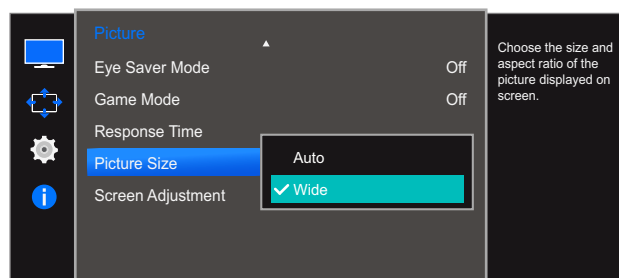 Picture
Eye Saver Mode Off
Game Mode Off
Response Time
Picture Size
Auto
Wide
Screen Adjustment
Choose the size and
aspect ratio of the
picture displayed on
screen.